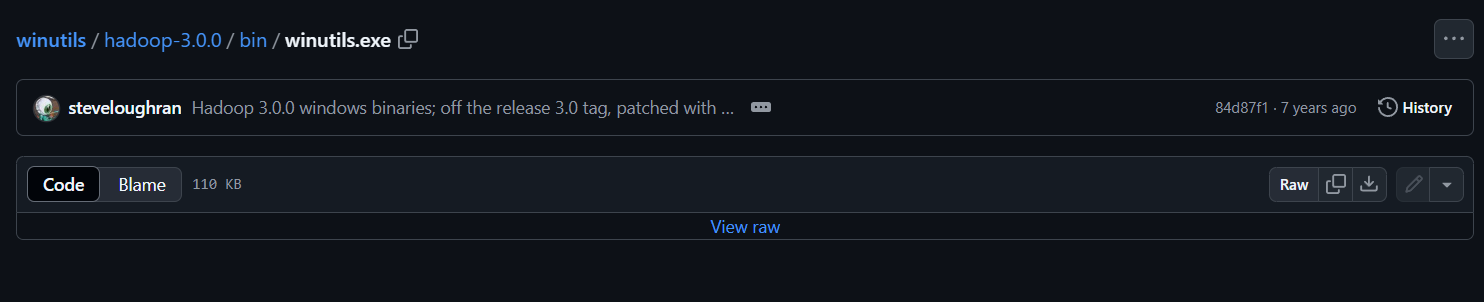 winutils / hadoop-3.0.0 / bin / winutils.exe
steveloughran Hadoop 3.0.0 windows binaries; off the release 3.0 tag, patched with ... 84d87f1 · 7 years ago History
Code Blame 110 KB Raw
View raw